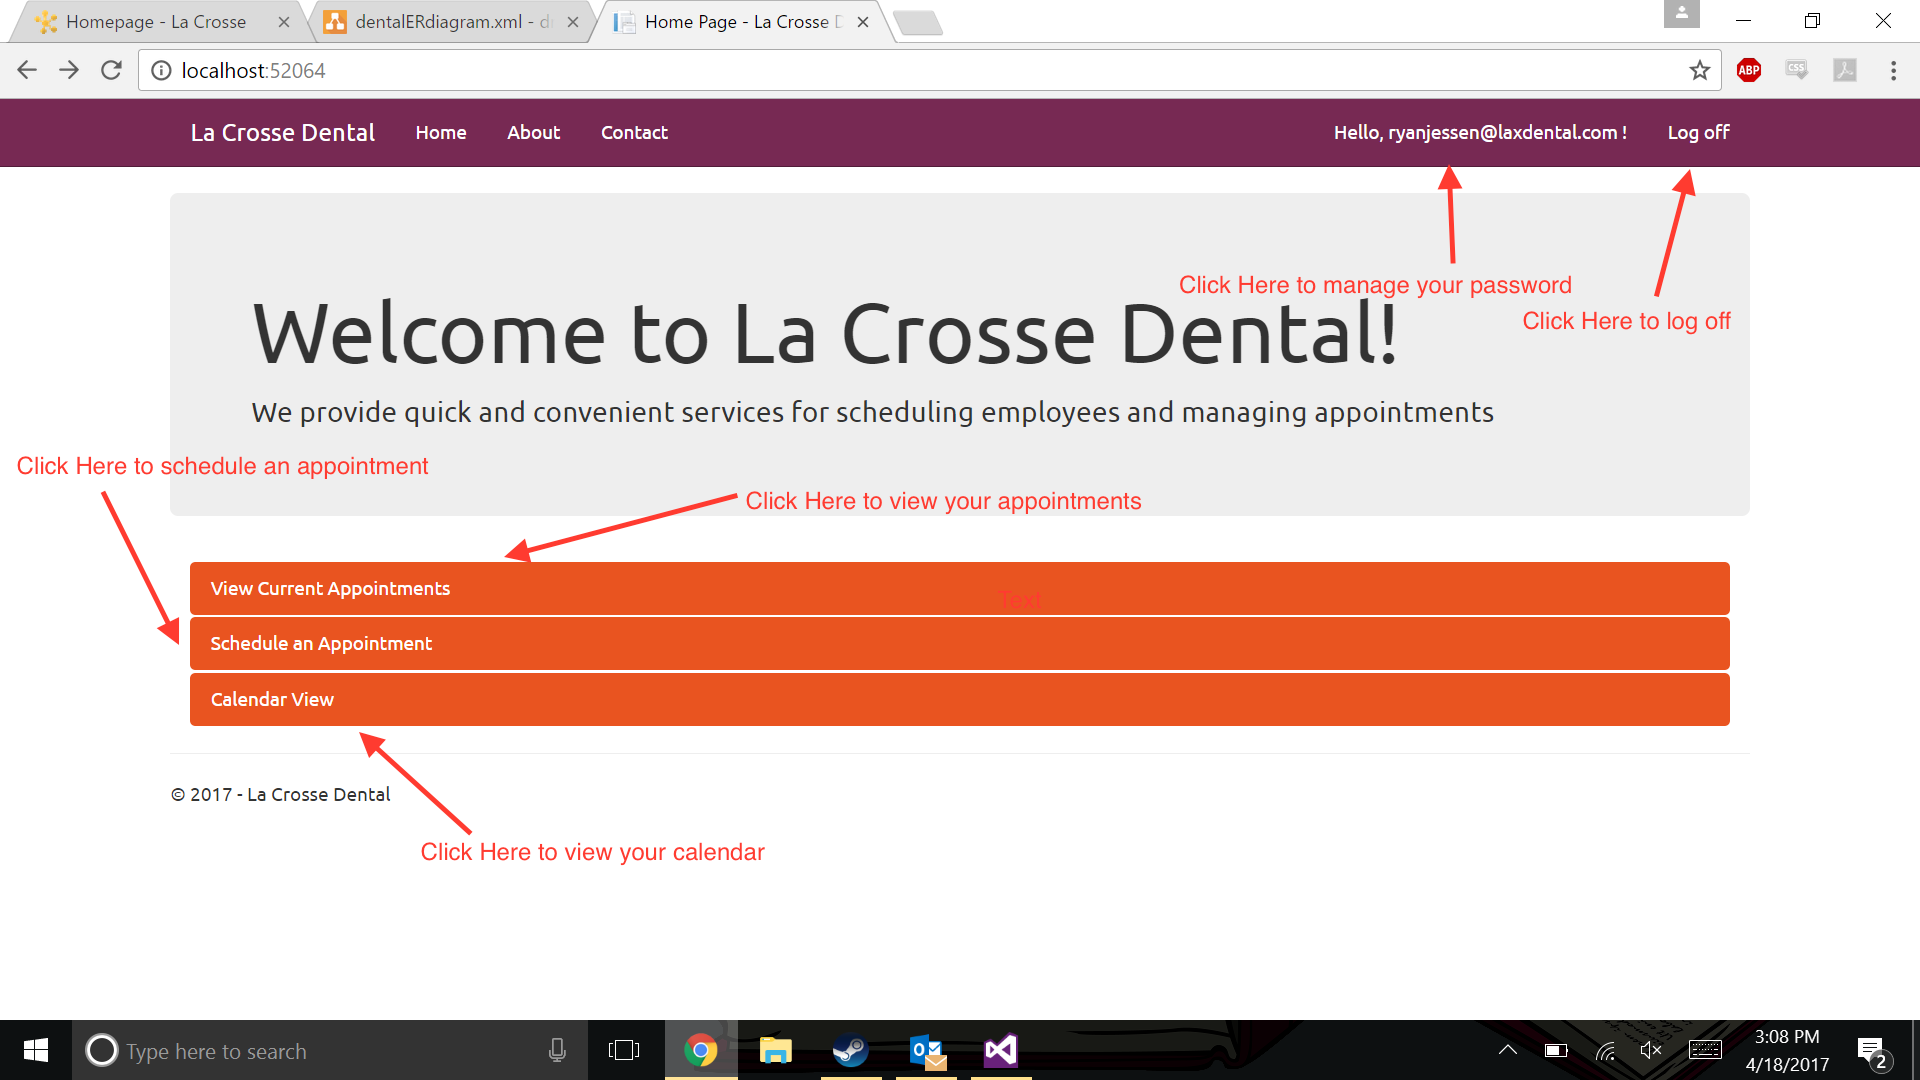 Homepage - La Crosse
dentalERdiagram.xml - d
Home Page - La Crosse D
localhost:52064
ABP
CSS
La Crosse Dental Home About Contact Hello, ryanjessen@laxdental.com ! Log off
Click Here to manage your password
Click Here to log off
Welcome to La Crosse Dental!
We provide quick and convenient services for scheduling employees and managing appointments
Click Here to schedule an appointment
Click Here to view your appointments
View Current Appointments
Text
Schedule an Appointment
Calendar View
© 2017 - La Crosse Dental
Click Here to view your calendar
Type here to search
3:08 PM
4/18/2017
2